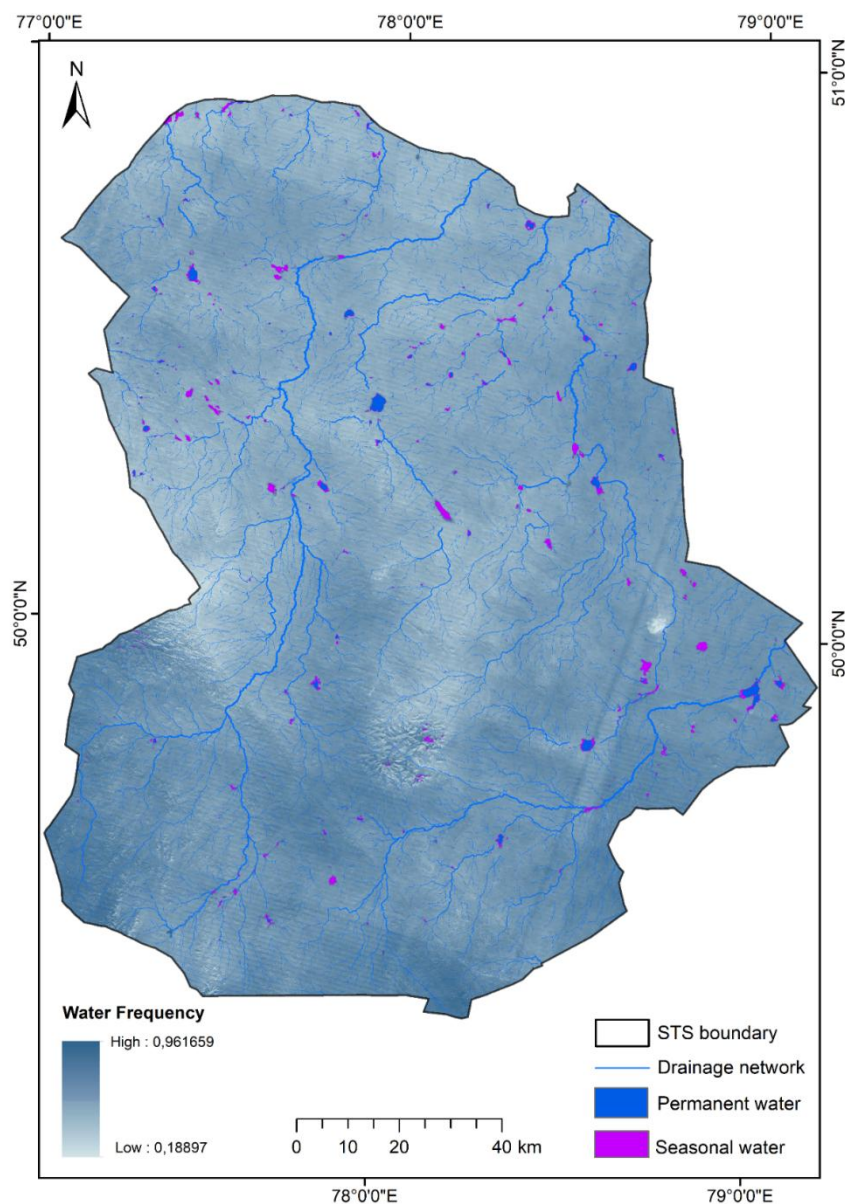 77°0'0"E 78°0'0"E 79°0'0"E
51°0'0"N
N
50°0'0"N
50°0'0"N
Water Frequency
High : 0,961659
Low : 0,18897
0 5 10 20 40 km
STS boundary
Drainage network
Permanent water
Seasonal water
78°0'0"E 79°0'0"E